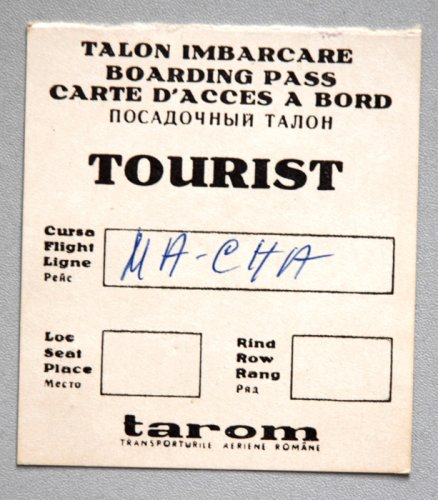 TALON IMBARCARE
BOARDING PASS
CARTE D'ACCES A BORD
ПОСАДОЧНЫЙ ТАЛОН
TOURIST
Cursa
Flight
Ligne
Рейс
MA-CHA
Loc
Seat
Place
Место
Rind
Row
Rang
Ряд
tarom
TRANSPORTURILE AERIENE ROMÂNE